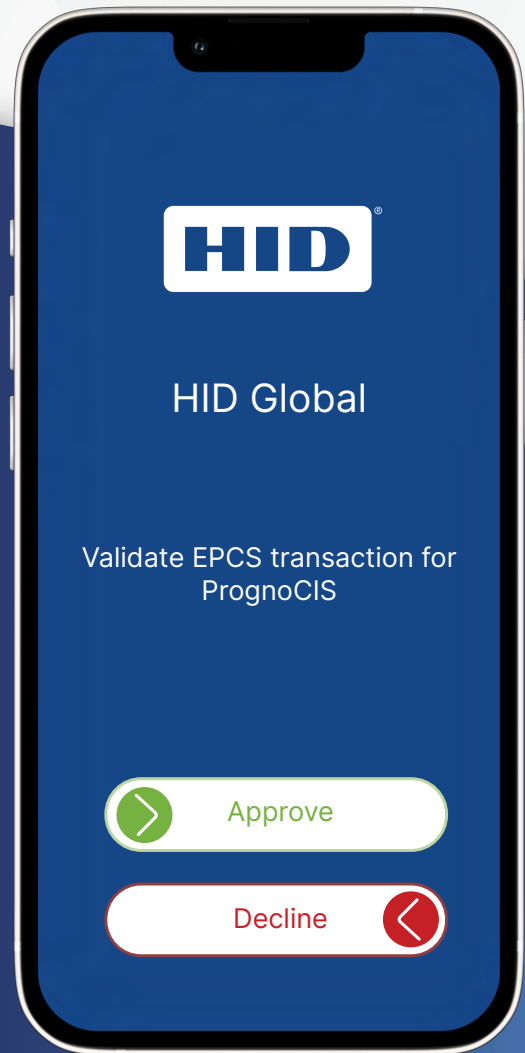 HID®
HID Global
Validate EPCS transaction for
PrognoCIS
Approve
Decline